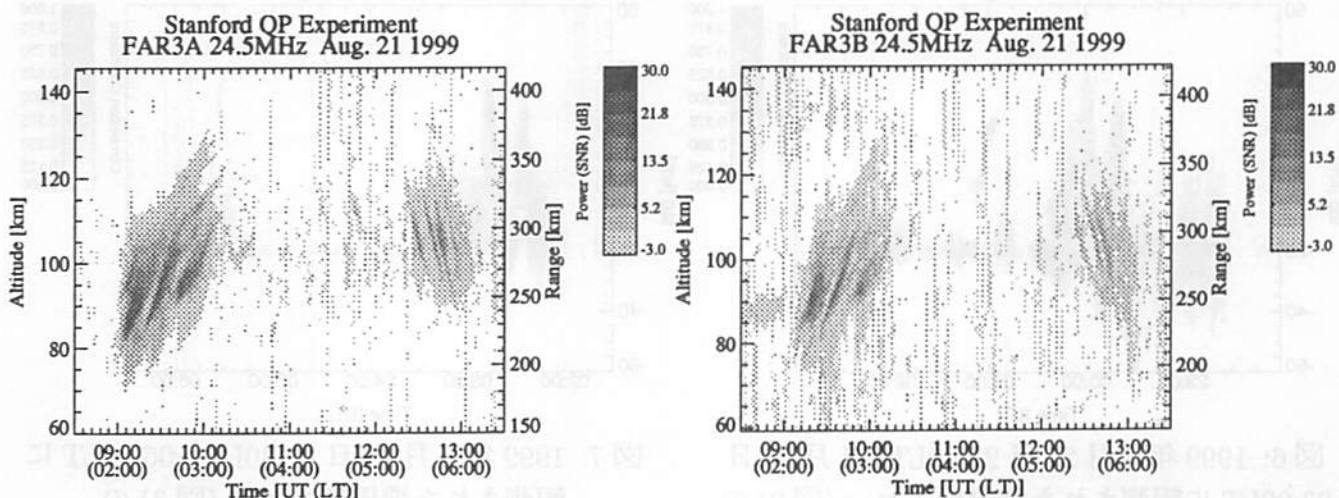 Stanford QP Experiment
FAR3A 24.5MHz Aug. 21 1999
140
120
100
80
60
Altitude [km]
400
350
300
250
200
150
Range [km]
30.0
21.8
13.5
5.2
-3.0
Power (SNR) [dB]
09:00 10:00 11:00 12:00 13:00
(02:00) (03:00) (04:00) (05:00) (06:00)
Time [UT (LT)]
Stanford QP Experiment
FAR3B 24.5MHz Aug. 21 1999
140
120
100
80
60
Altitude [km]
400
350
300
250
200
Range [km]
30.0
21.8
13.5
5.2
-3.0
Power (SNR) [dB]
09:00 10:00 11:00 12:00 13:00
(02:00) (03:00) (04:00) (05:00) (06:00)
Time [UT (LT)]